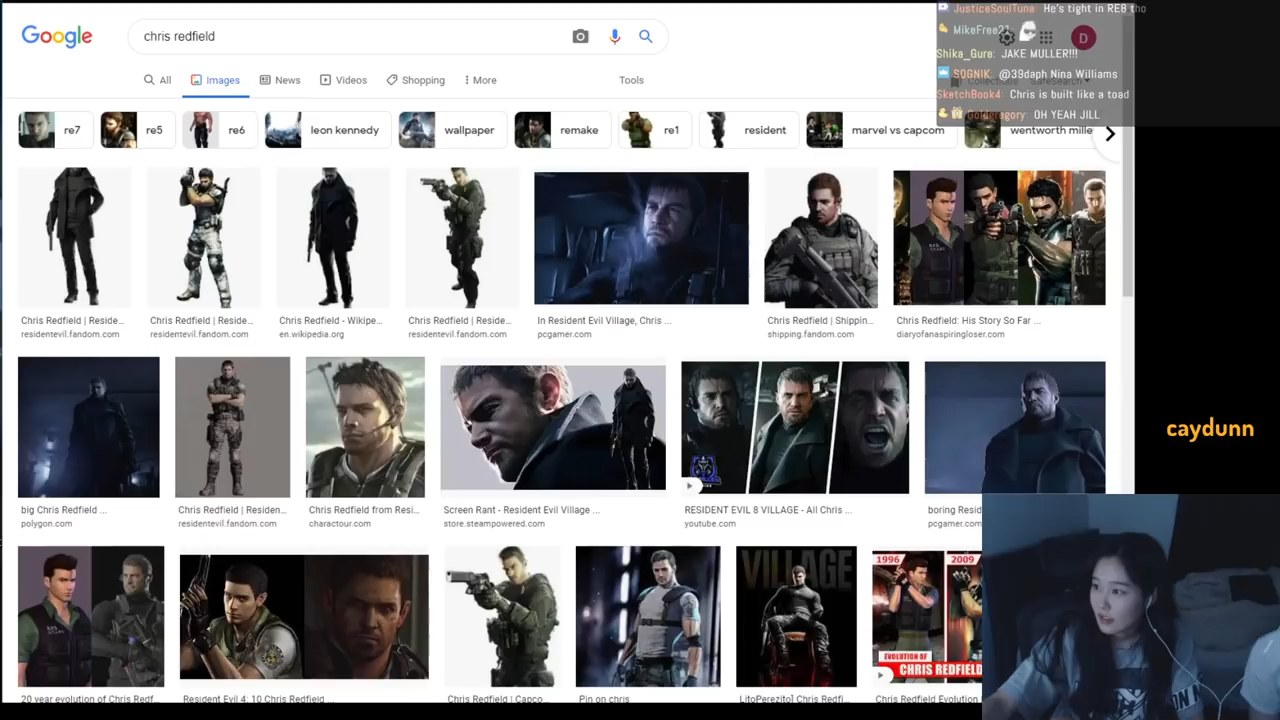 JusticeSoulTuna: He's tight in RE8 tho
Google
chris redfield
MikeFree21:
D
Shika_Gure: JAKE MULLER!!!
All
Images
News
Videos
Shopping
More
Tools
SOGNIK: @39daph Nina Williams
SketchBook4: Chris is built like a toad
Goldgregory: OH YEAH JILL
re7
re5
re6
leon kennedy
wallpaper
remake
re1
resident
marvel vs capcom
wentworth mille
Chris Redfield | Reside...
Chris Redfield | Reside...
Chris Redfield - Wikipe...
Chris Redfield | Reside...
In Resident Evil Village, Chris ...
Chris Redfield | Shippin...
Chris Redfield: His Story So Far ...
residentevil.fandom.com
residentevil.fandom.com
en.wikipedia.org
residentevil.fandom.com
pcgamer.com
shipping.fandom.com
diaryofanaspiringloser.com
caydunn
big Chris Redfield ...
Chris Redfield | Residen...
Chris Redfield from Resi...
Screen Rant - Resident Evil Village ...
RESIDENT EVIL 8 VILLAGE - All Chris ...
boring Resid
polygon.com
residentevil.fandom.com
charactour.com
store.steampowered.com
youtube.com
pcgamer.com
VILLAGE
1996
2009
EVOLUTION OF
CHRIS REDFIELD
20 year evolution of Chris Redf...
Resident Evil 4: 10 Chris Redfield ...
Chris Redfield | Capco...
Pin on chris
LitoPerezito] Chris Redfi...
Chris Redfield Evolution